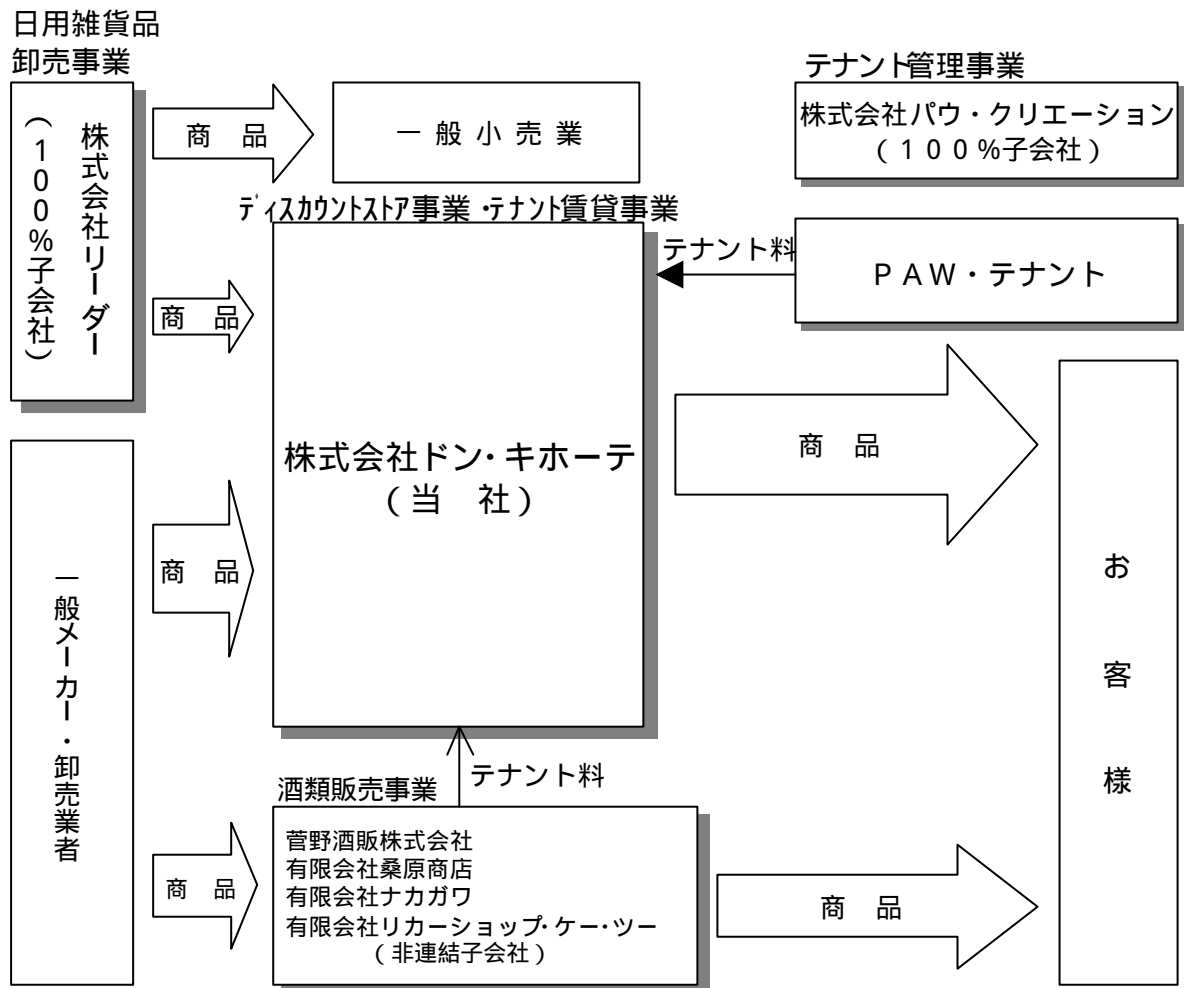 日用雑貨品
卸売事業
株式会社リーダー
(100%子会社)
商 品
一 般 小 売 業
テナント管理事業
株式会社パウ・クリエーション
(100%子会社)
ディスカウントストア事業・テナント賃貸事業
商 品
テナント料
PAW・テナント
株式会社ドン・キホーテ
(当 社)
商 品
お客様
一般メーカー・卸売業者
商 品
テナント料
酒類販売事業
菅野酒販株式会社
有限会社桑原商店
有限会社ナカガワ
有限会社リカーショップ・ケー・ツー
(非連結子会社)
商 品
商 品